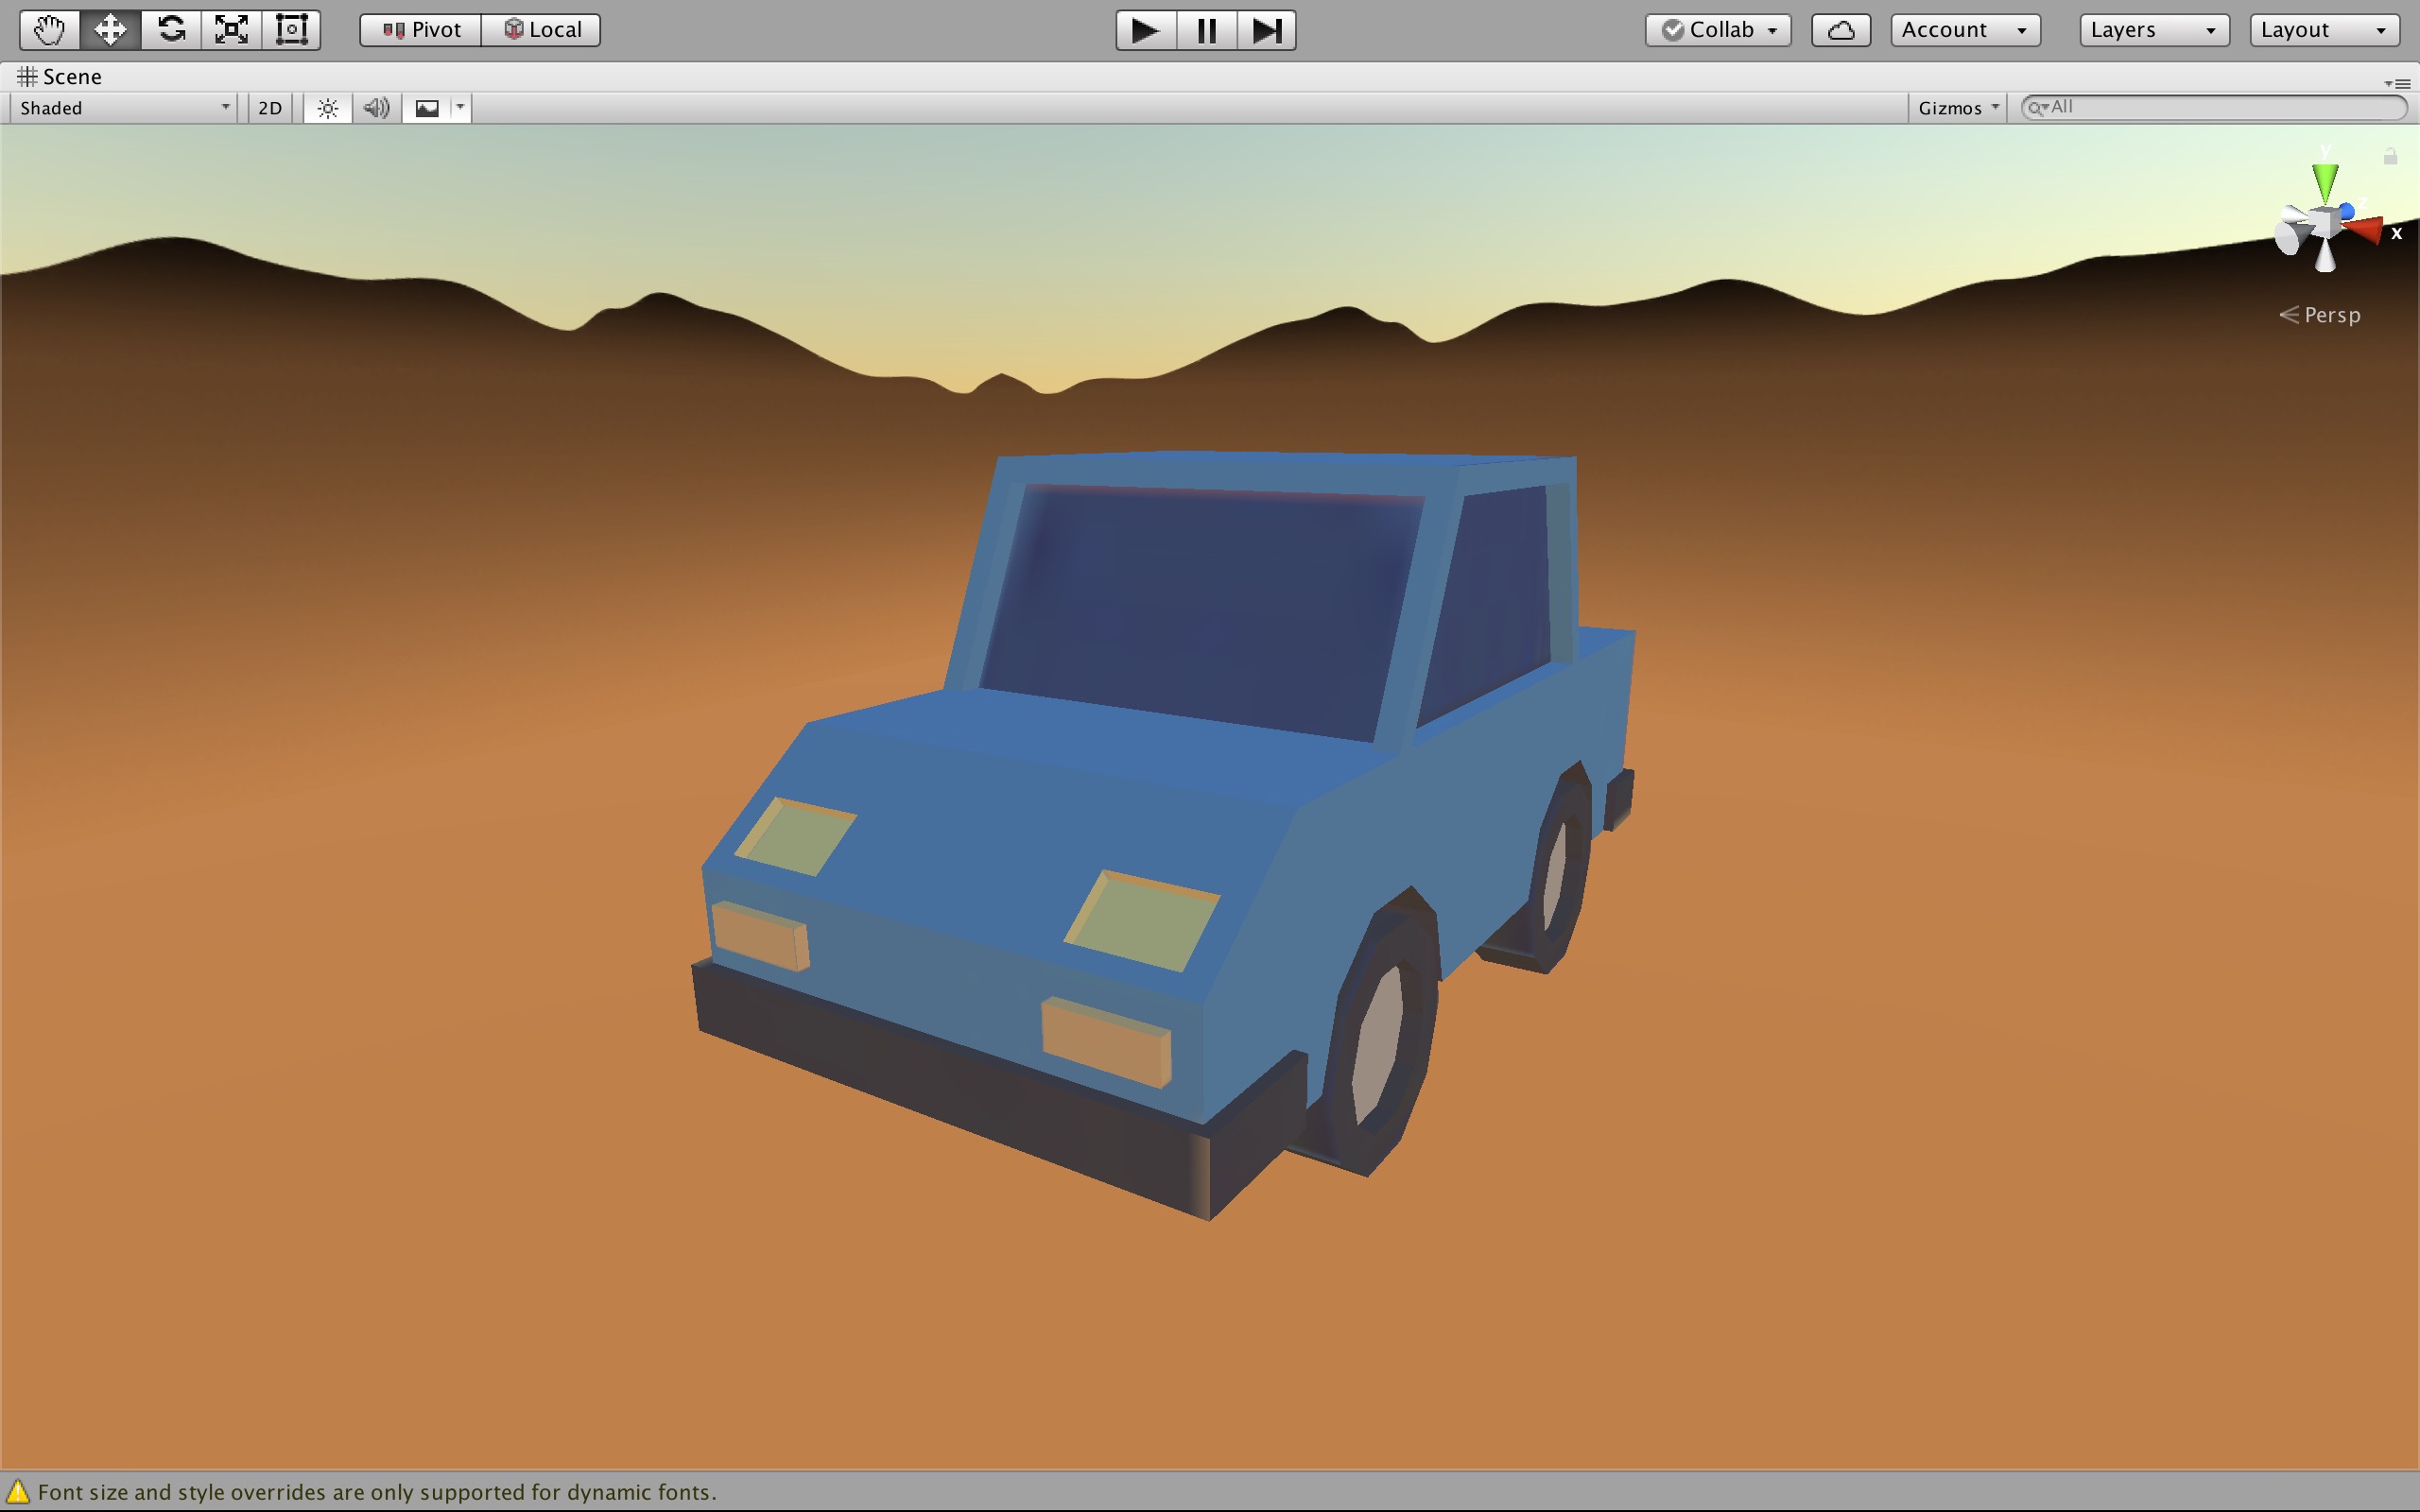 Pivot Local Collab Account Layers Layout
Scene
Shaded 2D Gizmos All
y
z
x
Persp
Font size and style overrides are only supported for dynamic fonts.